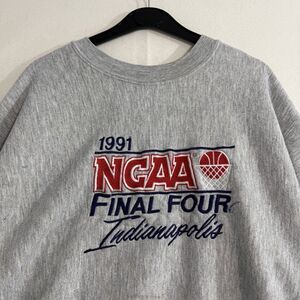 1991
NCAA
FINAL FOUR
Indianapolis